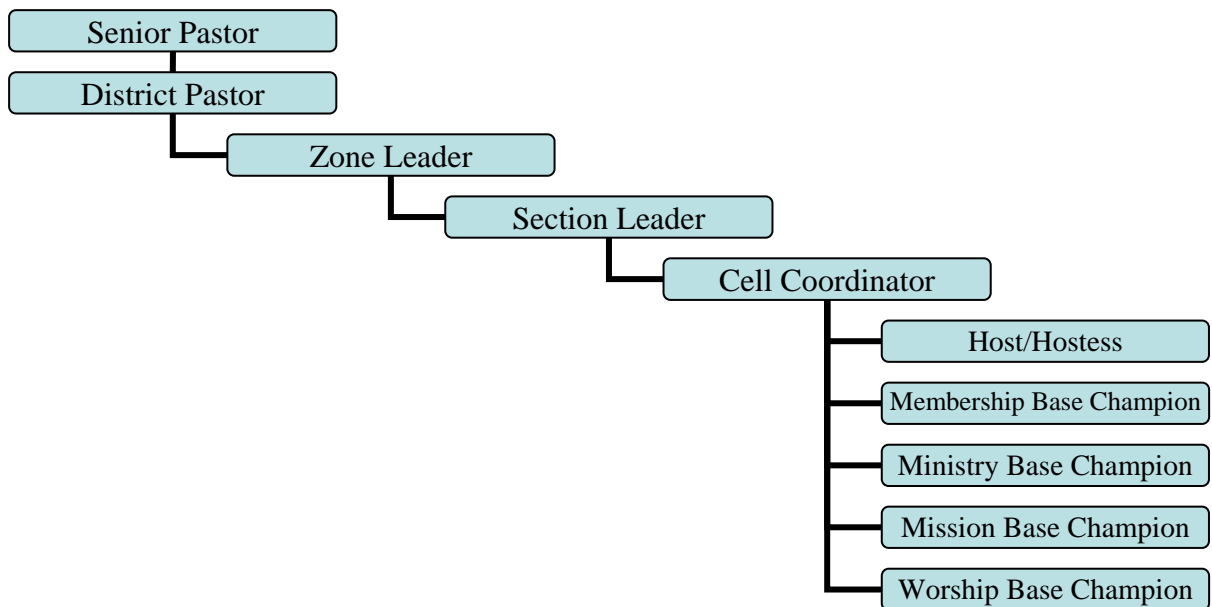 Senior Pastor
District Pastor
Zone Leader
Section Leader
Cell Coordinator
Host/Hostess
Membership Base Champion
Ministry Base Champion
Mission Base Champion
Worship Base Champion